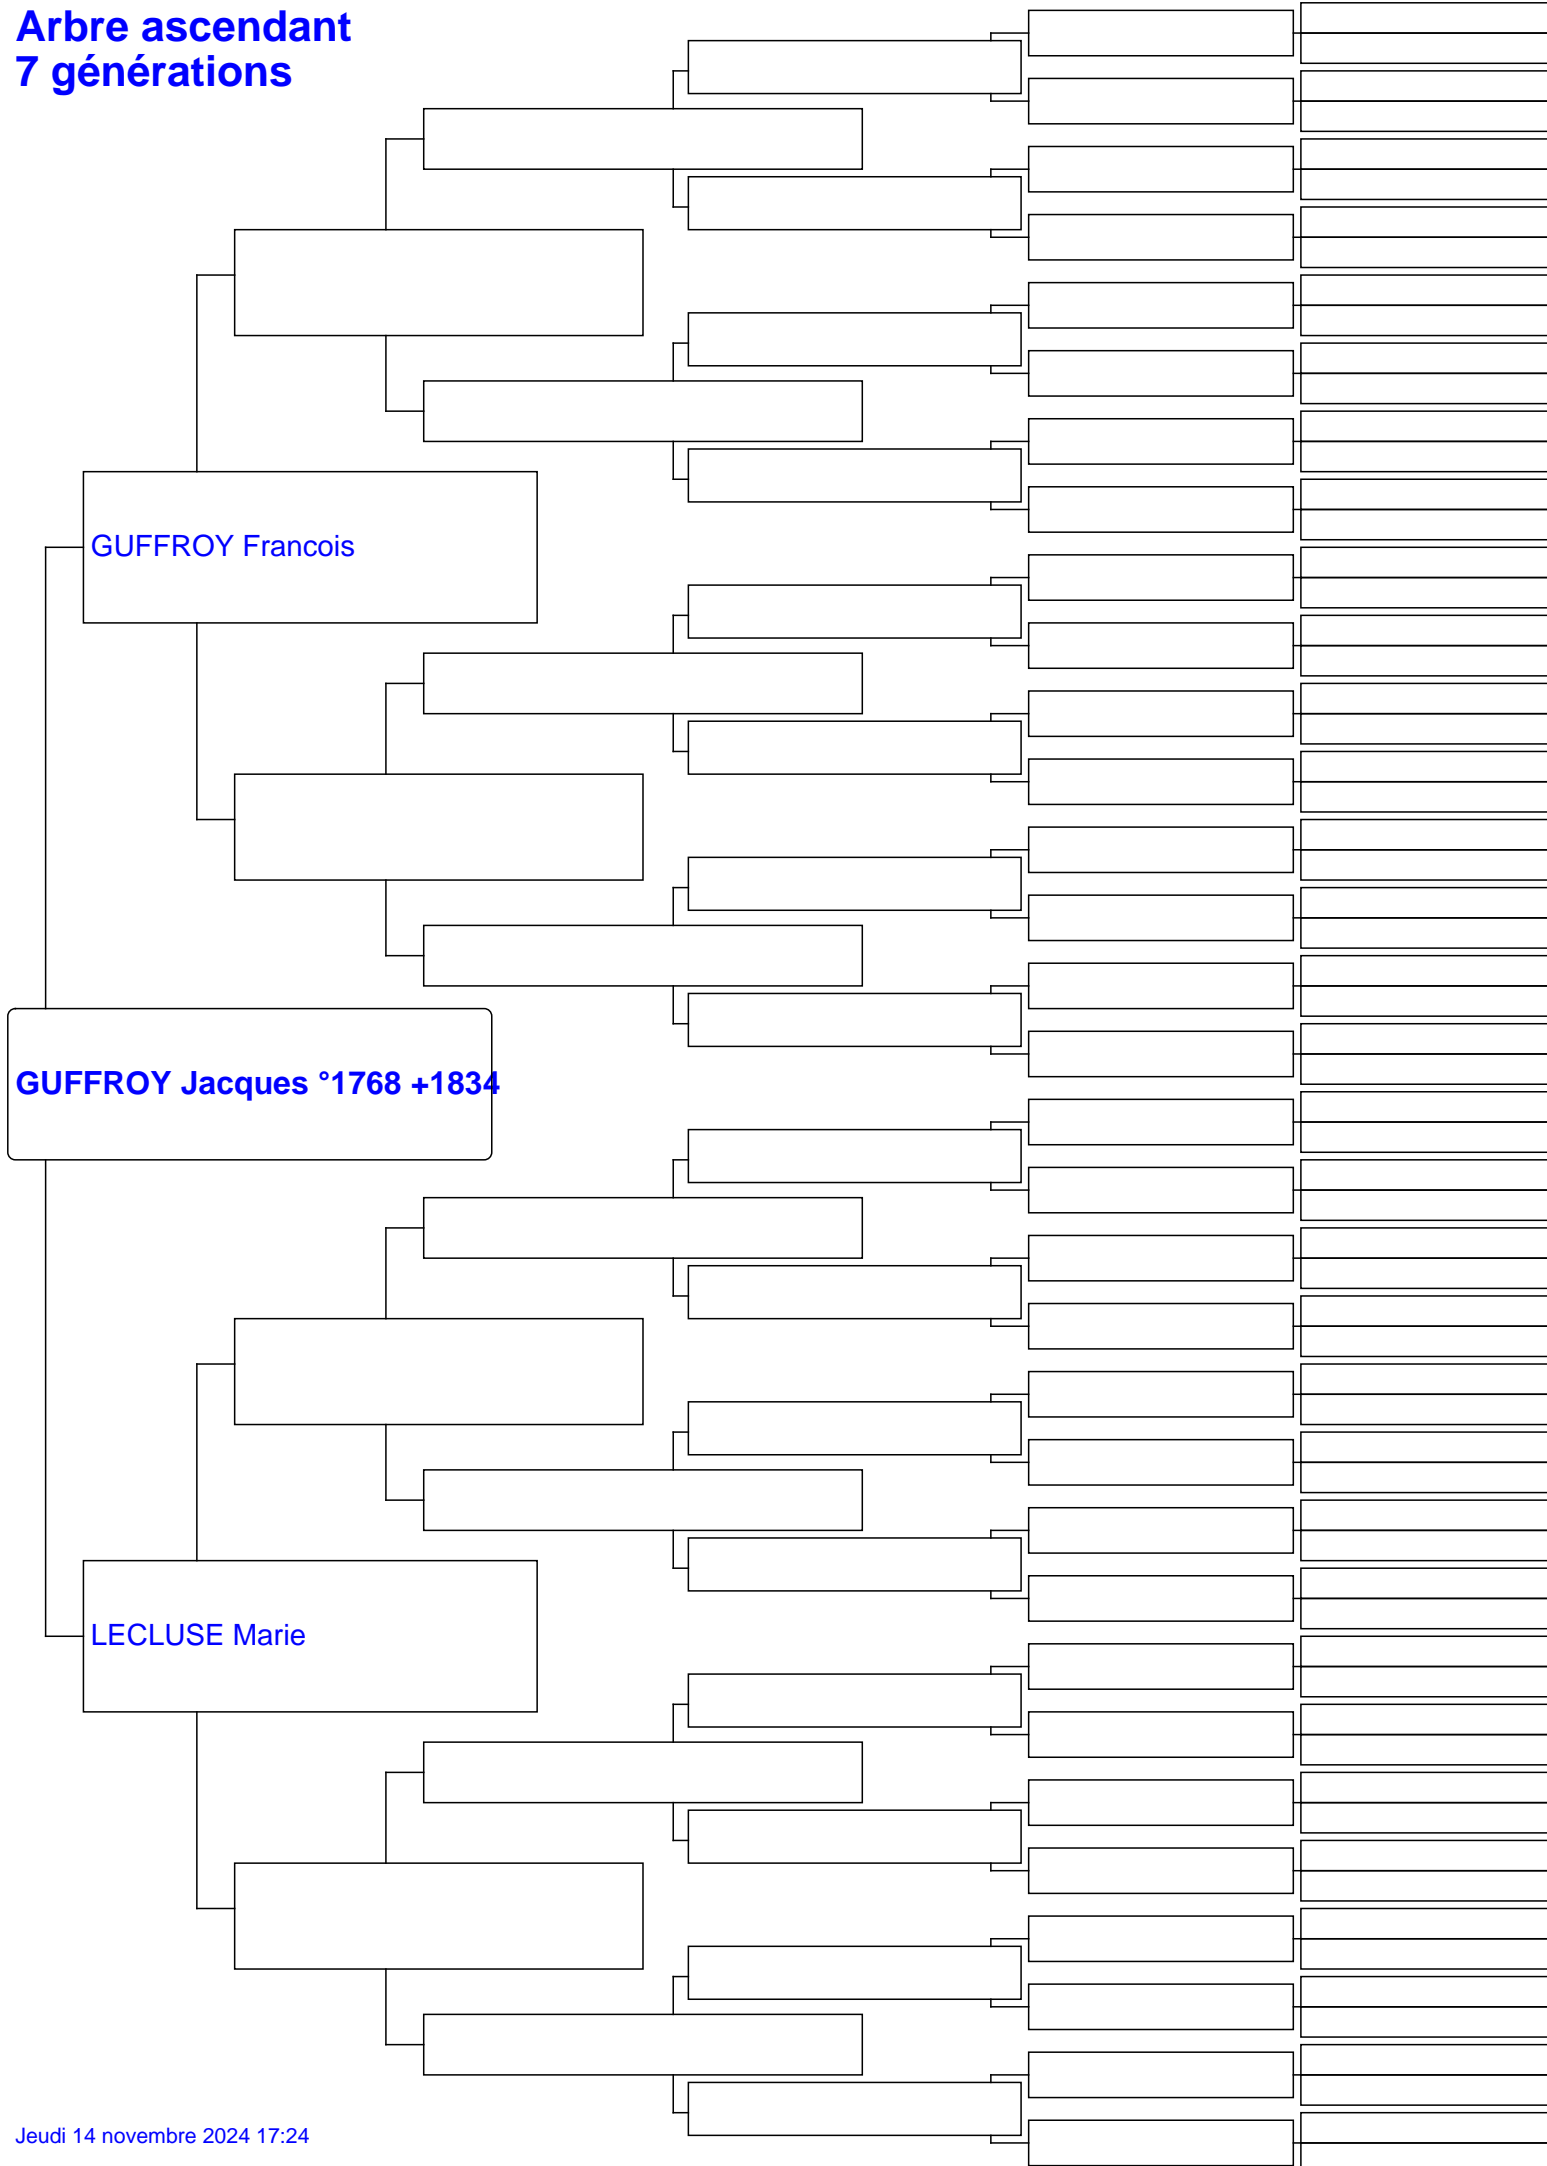 Arbre ascendant
7 générations
GUFFROY Francois
GUFFROY Jacques °1768 +1834
LECLUSE Marie
Jeudi 14 novembre 2024 17:24